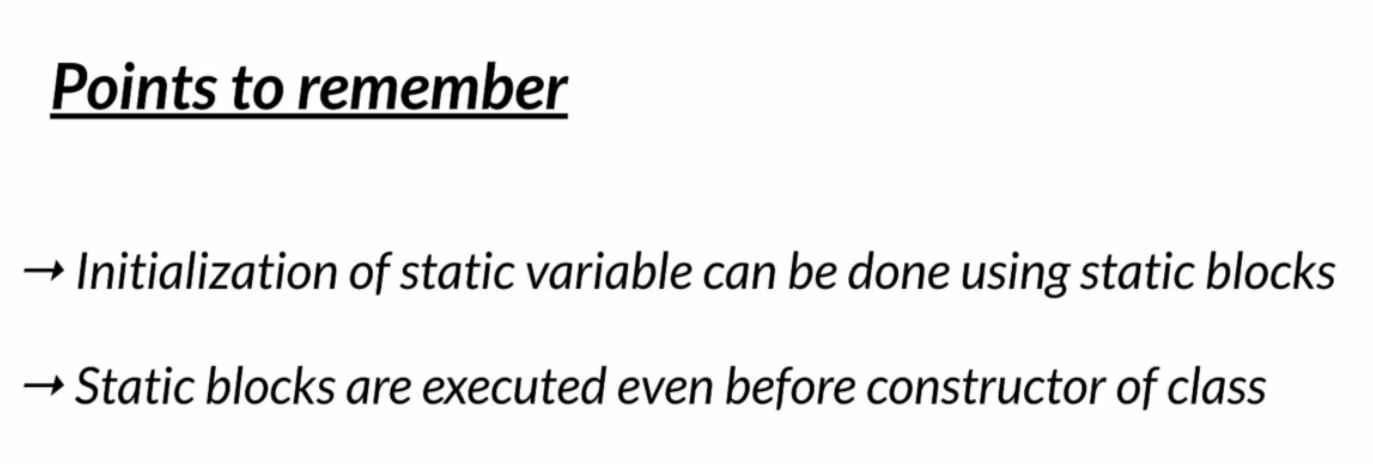 Points to remember
→ Initialization of static variable can be done using static blocks
→ Static blocks are executed even before constructor of class